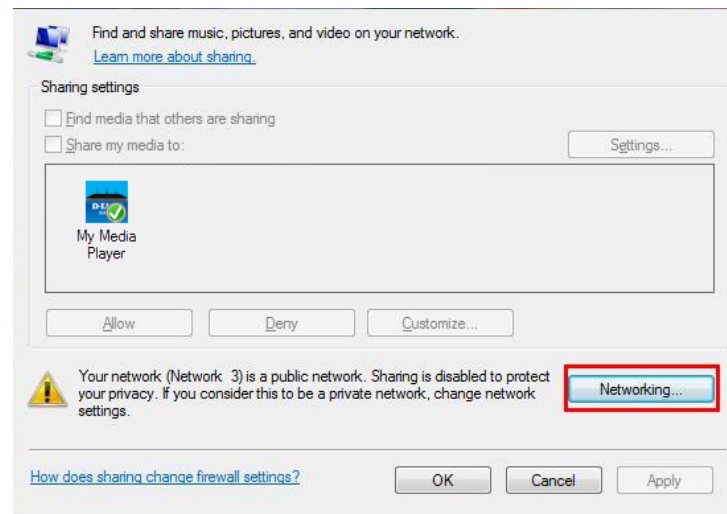 Find and share music, pictures, and video on your network.
Learn more about sharing.
Sharing settings
Find media that others are sharing
Share my media to:
Settings...
My Media
Player
Allow
Deny
Customize...
Your network (Network 3) is a public network. Sharing is disabled to protect
your privacy. If you consider this to be a private network, change network
settings.
Networking...
How does sharing change firewall settings?
OK
Cancel
Apply